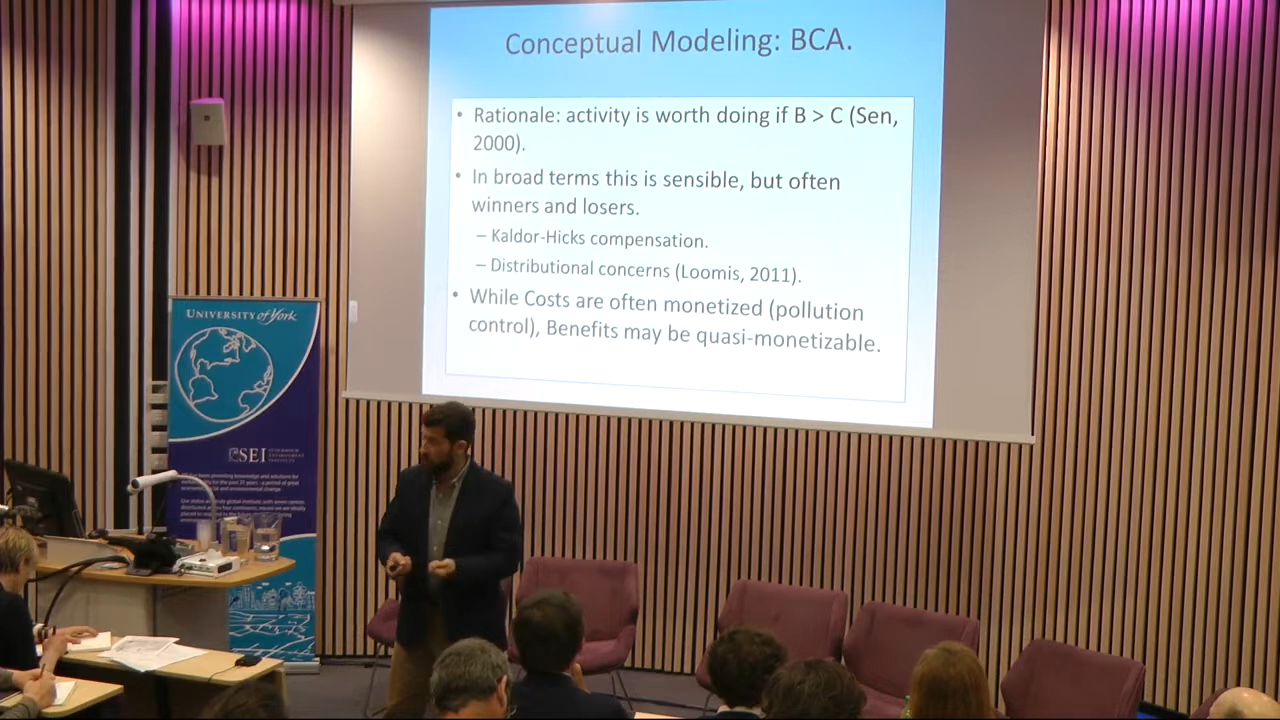 Conceptual Modeling: BCA.
• Rationale: activity is worth doing if B > C (Sen,
2000).
• In broad terms this is sensible, but often
winners and losers.
– Kaldor-Hicks compensation.
– Distributional concerns (Loomis, 2011).
• While Costs are often monetized (pollution
control), Benefits may be quasi-monetizable.
UNIVERSITY of York
SEI